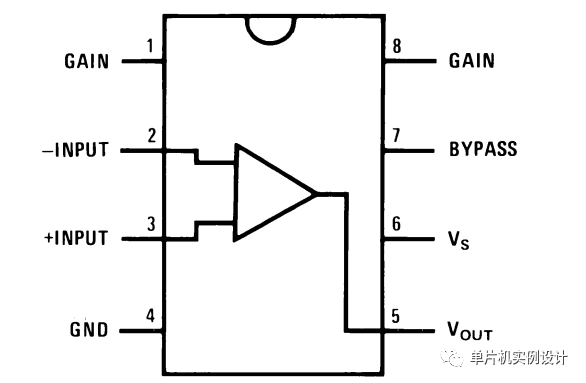 1
8
GAIN
GAIN
2
7
–INPUT
BYPASS
3
6
+INPUT
VS
4
5
GND
VOUT
单片机实例设计